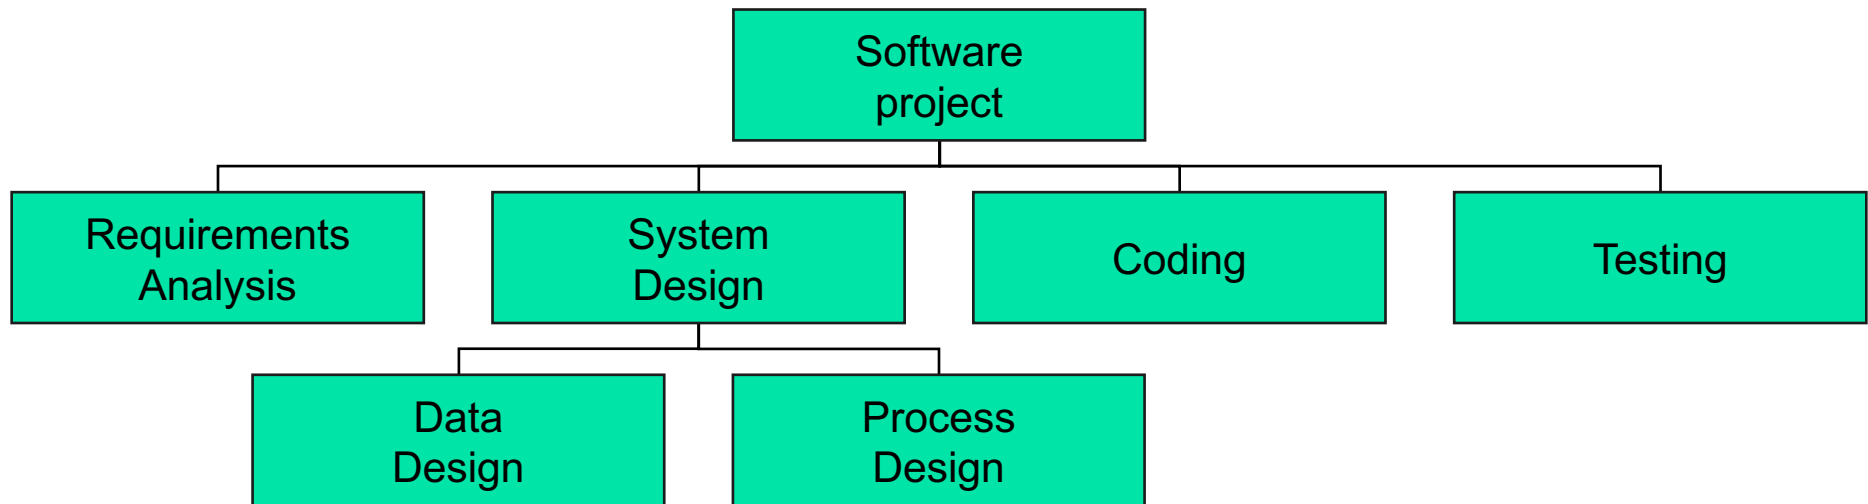 Software
project
Requirements
Analysis
System
Design
Coding
Testing
Data
Design
Process
Design